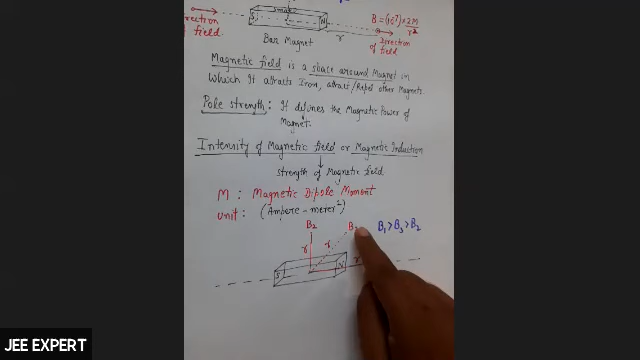 Small
S N
B = (10⁻⁷) × 2M / r²
r
Direction of field
field.
Bar Magnet
Magnetic field is a space around Magnet in
which It attracts Iron, attract/Repel other Magnets.
Pole strength: It defines the Magnetic Power of
Magnet.
Intensity of Magnetic field or Magnetic Induction
strength of Magnetic field
M : Magnetic Dipole Moment
unit : (Ampere - meter²)
B₂ B₃ B₁ > B₃ > B₂
r r
S N r
JEE EXPERT